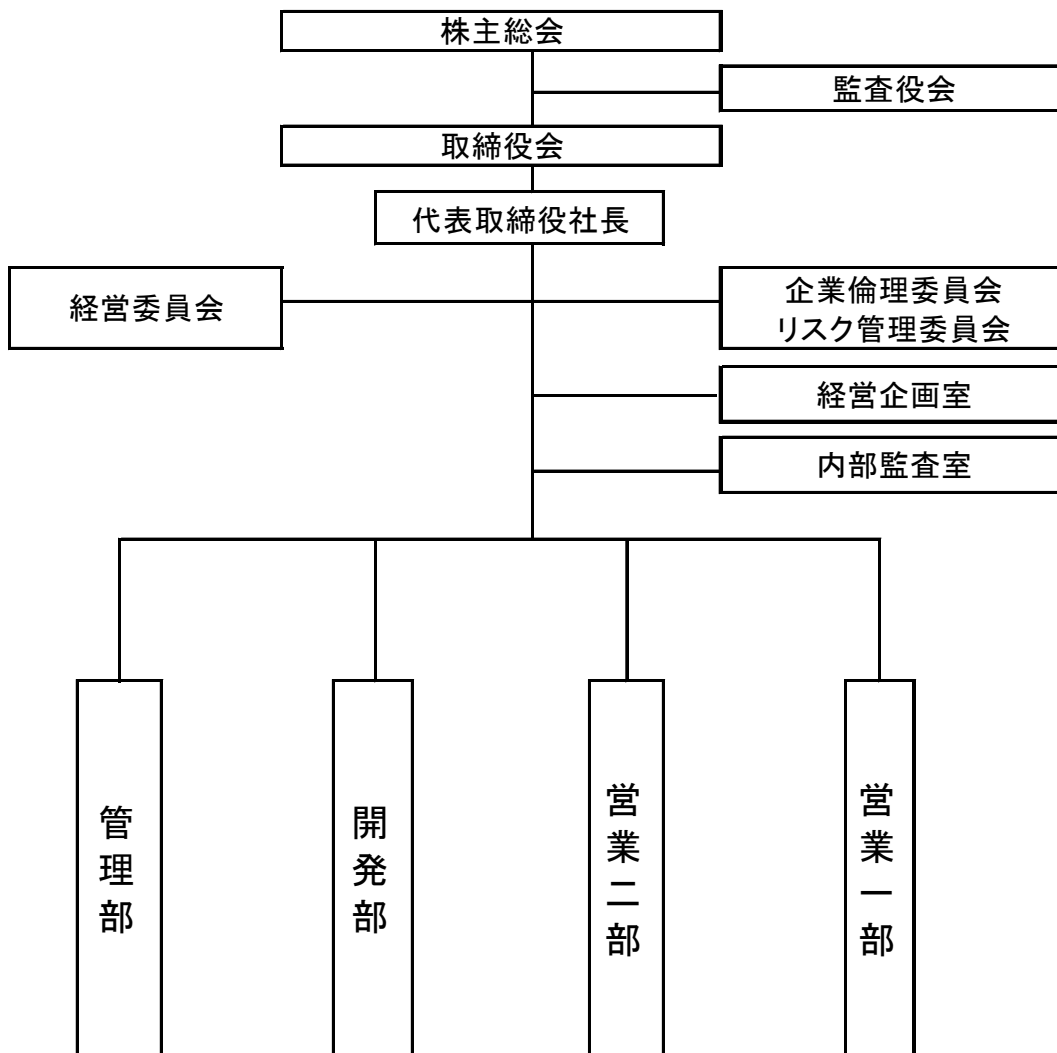 株主総会
監査役会
取締役会
代表取締役社長
経営委員会
企業倫理委員会
リスク管理委員会
経営企画室
内部監査室
管理部
開発部
営業二部
営業一部